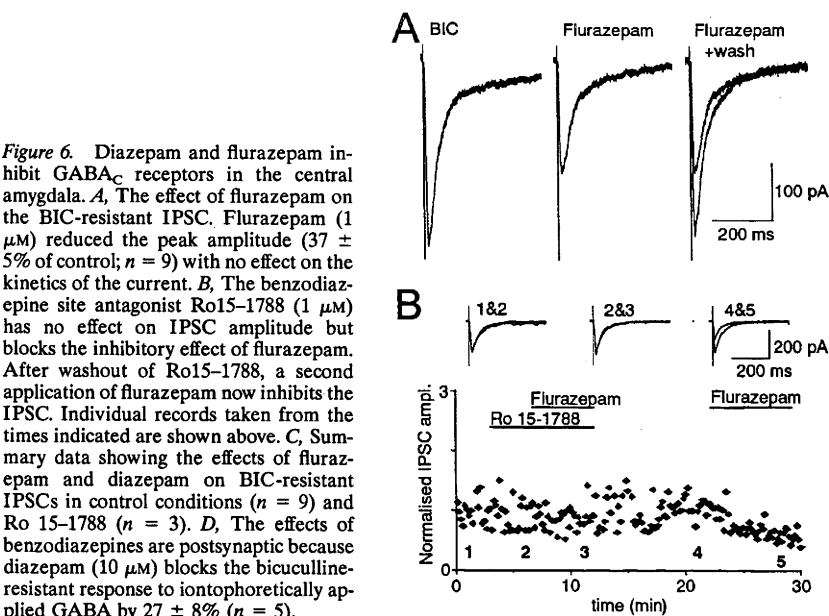 Figure 6. Diazepam and flurazepam in-
hibit GABAC receptors in the central
amygdala. A, The effect of flurazepam on
the BIC-resistant IPSC. Flurazepam (1
μM) reduced the peak amplitude (37 ±
5% of control; n = 9) with no effect on the
kinetics of the current. B, The benzodiaz-
epine site antagonist Ro15–1788 (1 μM)
has no effect on IPSC amplitude but
blocks the inhibitory effect of flurazepam.
After washout of Ro15–1788, a second
application of flurazepam now inhibits the
IPSC. Individual records taken from the
times indicated are shown above. C, Sum-
mary data showing the effects of fluraz-
epam and diazepam on BIC-resistant
IPSCs in control conditions (n = 9) and
Ro 15–1788 (n = 3). D, The effects of
benzodiazepines are postsynaptic because
diazepam (10 μM) blocks the bicuculline-
resistant response to iontophoretically ap-
plied GABA by 27 ± 8% (n = 5).
A
BIC
Flurazepam
Flurazepam
+wash
100 pA
200 ms
B
1&2
2&3
4&5
200 pA
200 ms
Normalised IPSC ampl.
3
0
Flurazepam
Ro 15-1788
Flurazepam
1
2
3
4
5
0
10
20
30
time (min)